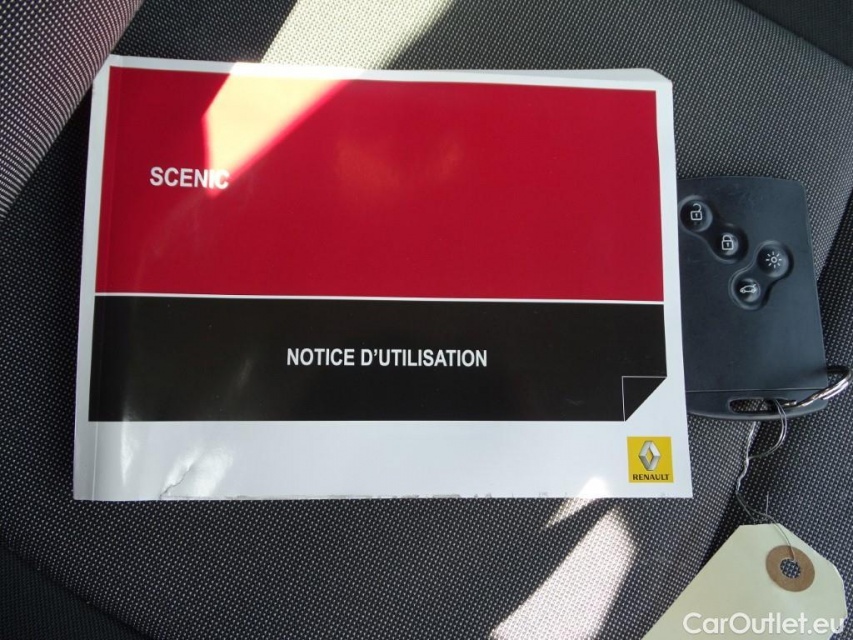 SCENIC
NOTICE D'UTILISATION
RENAULT
CarOutlet.eu